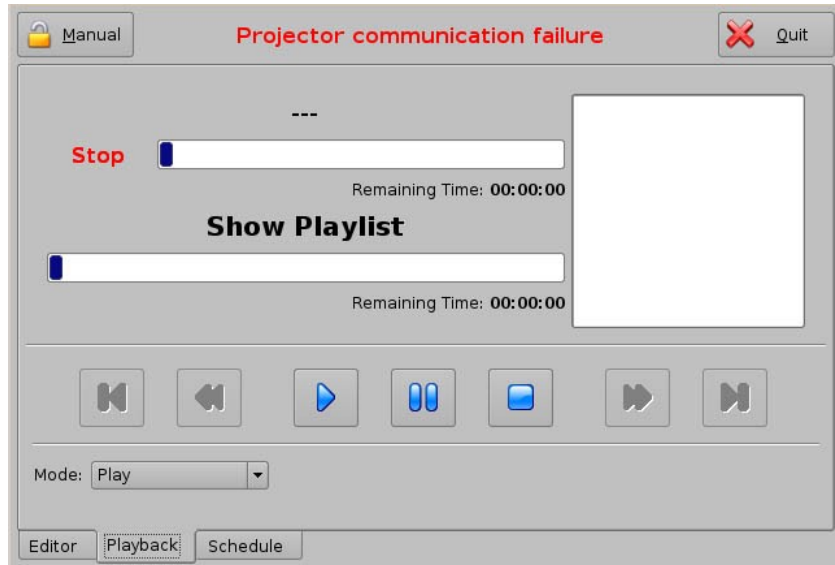 Manual
Projector communication failure
Quit
---
Stop
Remaining Time: 00:00:00
Show Playlist
Remaining Time: 00:00:00
Mode: Play
Editor
Playback
Schedule